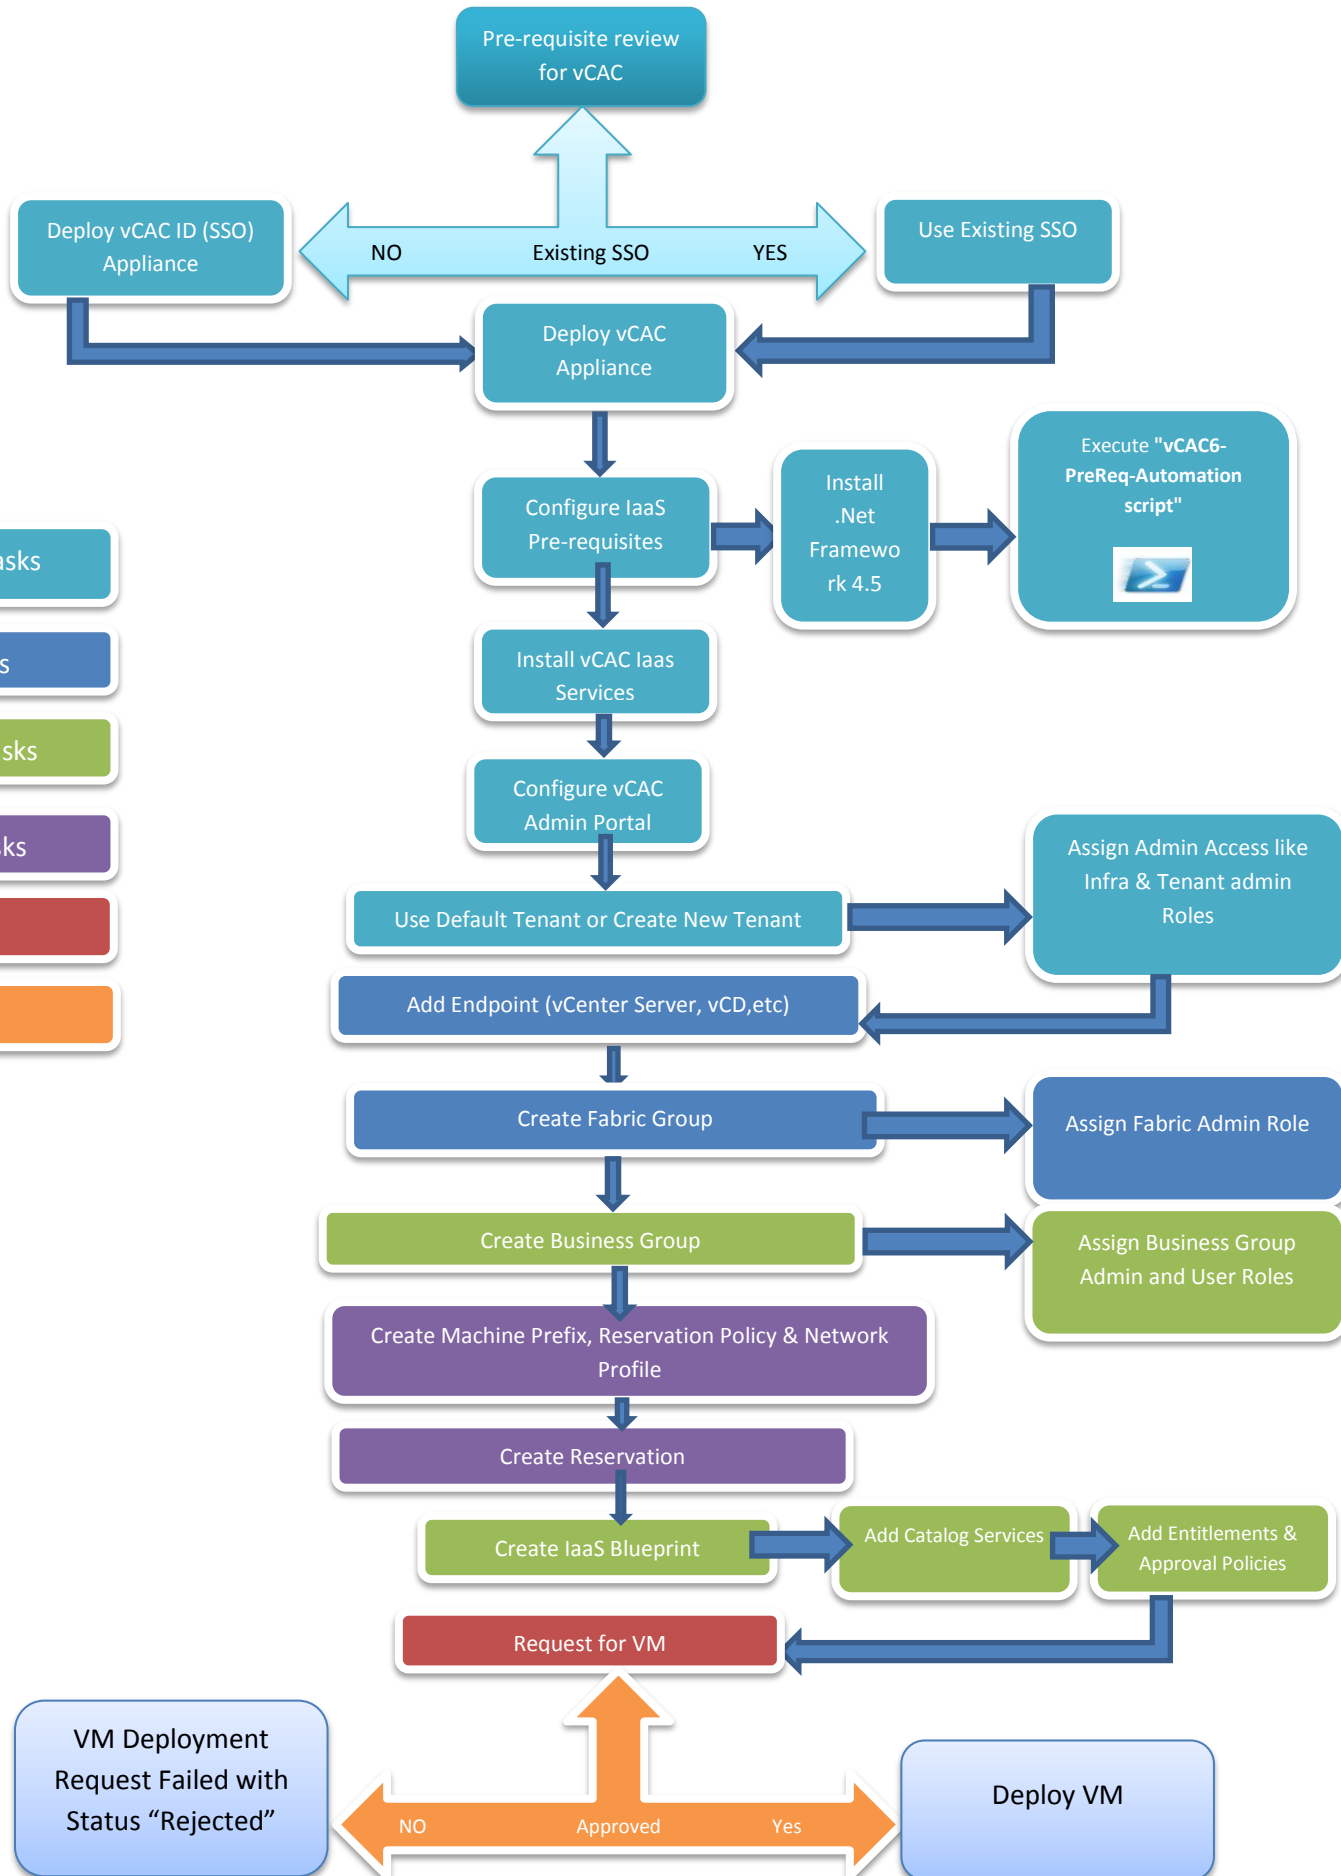 Pre-requisite review
for vCAC
Deploy vCAC ID (SSO)
Appliance
NO
Existing SSO
YES
Use Existing SSO
Deploy vCAC
Appliance
Configure IaaS
Pre-requisites
Install
.Net
Framewo
rk 4.5
Execute "vCAC6-
PreReq-Automation
script"
Install vCAC Iaas
Services
Configure vCAC
Admin Portal
Use Default Tenant or Create New Tenant
Assign Admin Access like
Infra & Tenant admin
Roles
Add Endpoint (vCenter Server, vCD,etc)
Create Fabric Group
Assign Fabric Admin Role
Create Business Group
Assign Business Group
Admin and User Roles
Create Machine Prefix, Reservation Policy & Network
Profile
Create Reservation
Create IaaS Blueprint
Add Catalog Services
Add Entitlements &
Approval Policies
Request for VM
VM Deployment
Request Failed with
Status “Rejected”
NO
Approved
Yes
Deploy VM